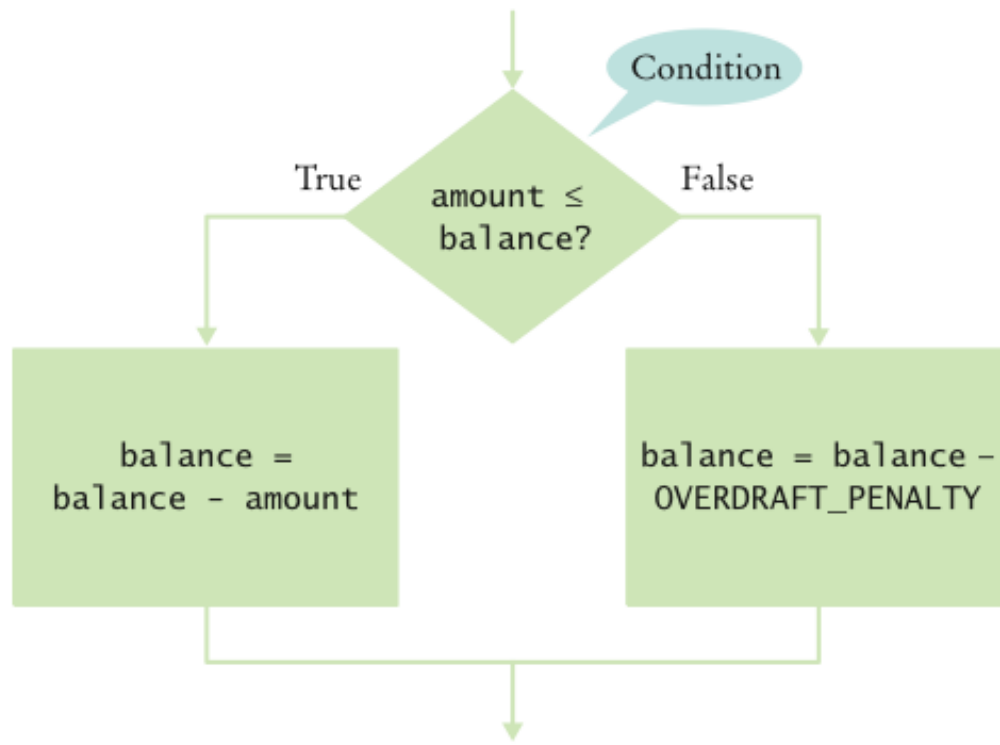 Condition
True
False
amount ≤
balance?
balance =
balance - amount
balance = balance –
OVERDRAFT_PENALTY